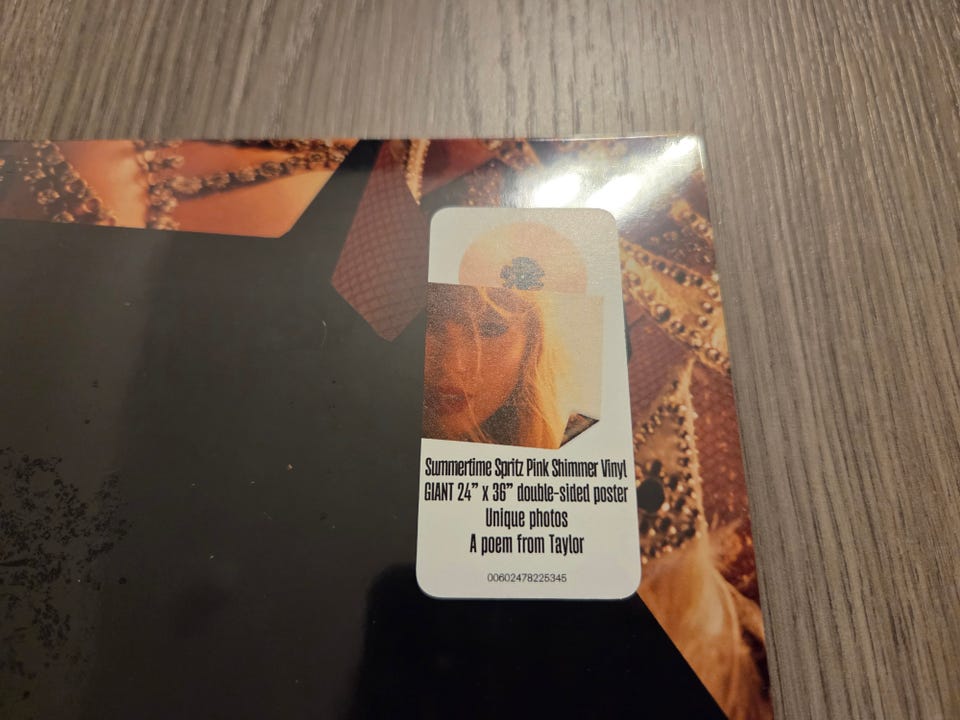 Summertime Spritz Pink Shimmer Vinyl
GIANT 24” x 36” double-sided poster
Unique photos
A poem from Taylor
00602478225345